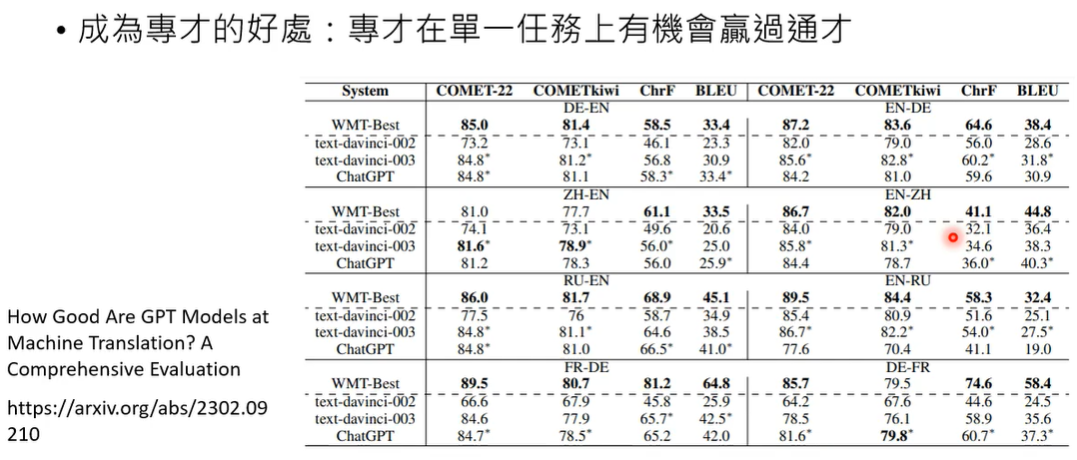 • 成為專才的好處：專才在單一任務上有機會贏過通才
System COMET-22 COMETkiwi ChrF BLEU COMET-22 COMETkiwi ChrF BLEU
DE-EN EN-DE
WMT-Best 85.0 81.4 58.5 33.4 87.2 83.6 64.6 38.4
text-davinci-002 73.2 73.1 46.1 23.3 82.0 79.0 56.0 28.6
text-davinci-003 84.8* 81.2* 56.8 30.9 85.6* 82.8* 60.2* 31.8*
ChatGPT 84.8* 81.1 58.3* 33.4* 84.2 81.0 59.6 30.9
ZH-EN EN-ZH
WMT-Best 81.0 77.7 61.1 33.5 86.7 82.0 41.1 44.8
text-davinci-002 74.1 73.1 49.6 20.6 84.0 79.0 32.1 36.4
text-davinci-003 81.6* 78.9* 56.0* 25.0 85.8* 81.3* 34.6 38.3
ChatGPT 81.2 78.3 56.0 25.9* 84.4 78.7 36.0* 40.3*
RU-EN EN-RU
WMT-Best 86.0 81.7 68.9 45.1 89.5 84.4 58.3 32.4
text-davinci-002 77.5 76 58.7 34.9 85.4 80.9 51.6 25.1
text-davinci-003 84.8* 81.1* 64.6 38.5 86.7* 82.2* 54.0* 27.5*
ChatGPT 84.8* 81.0 66.5* 41.0* 77.6 70.4 41.1 19.0
FR-DE DE-FR
WMT-Best 89.5 80.7 81.2 64.8 85.7 79.5 74.6 58.4
text-davinci-002 66.6 67.9 45.8 25.9 64.2 67.6 44.6 24.5
text-davinci-003 84.6 77.9 65.7* 42.5* 78.5 76.1 58.9 35.6
ChatGPT 84.7* 78.5* 65.2 42.0 81.6* 79.8* 60.7* 37.3*
How Good Are GPT Models at
Machine Translation? A
Comprehensive Evaluation
https://arxiv.org/abs/2302.09
210